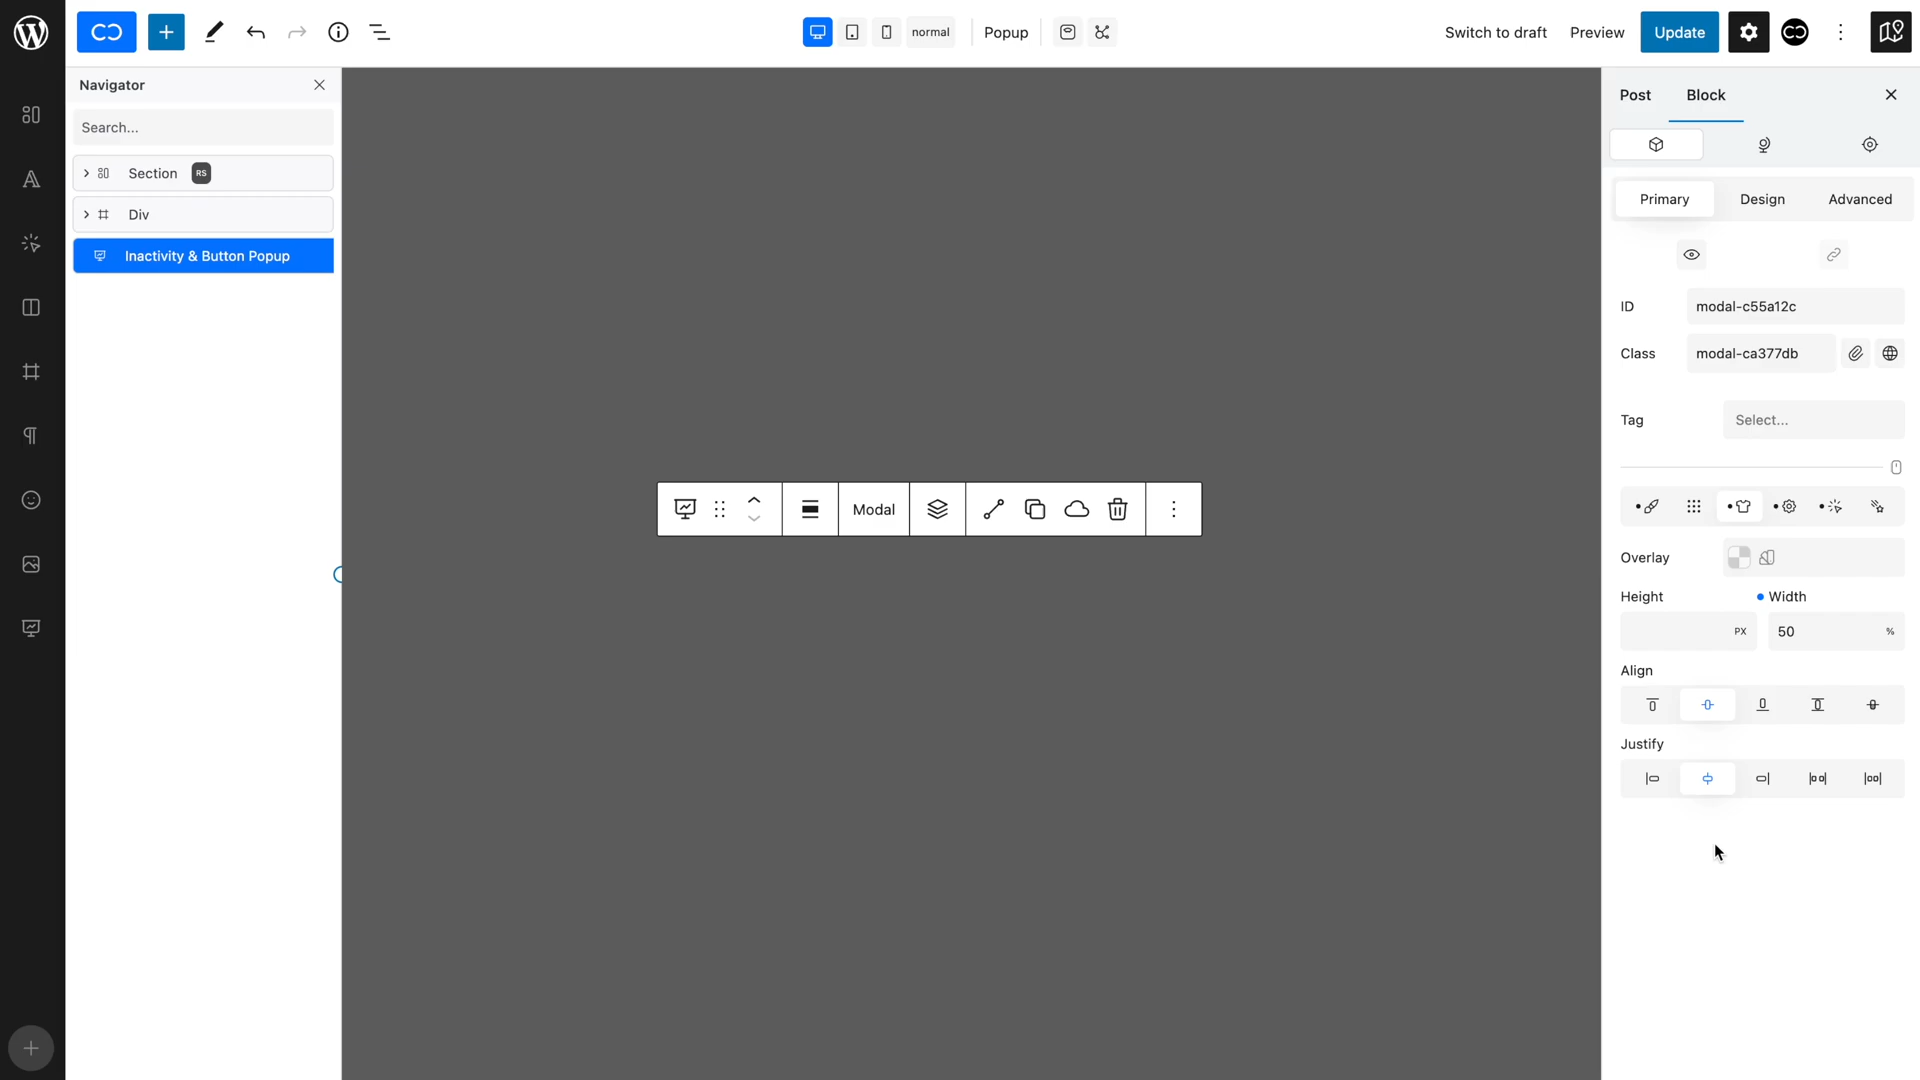 normal
Popup
Switch to draft
Preview
Update
Navigator
Search...
Section RS
Div
Inactivity & Button Popup
Modal
Post
Block
Primary
Design
Advanced
ID
modal-c55a12c
Class
modal-ca377db
Tag
Select...
Overlay
Height
Width
PX
50
%
Align
Justify